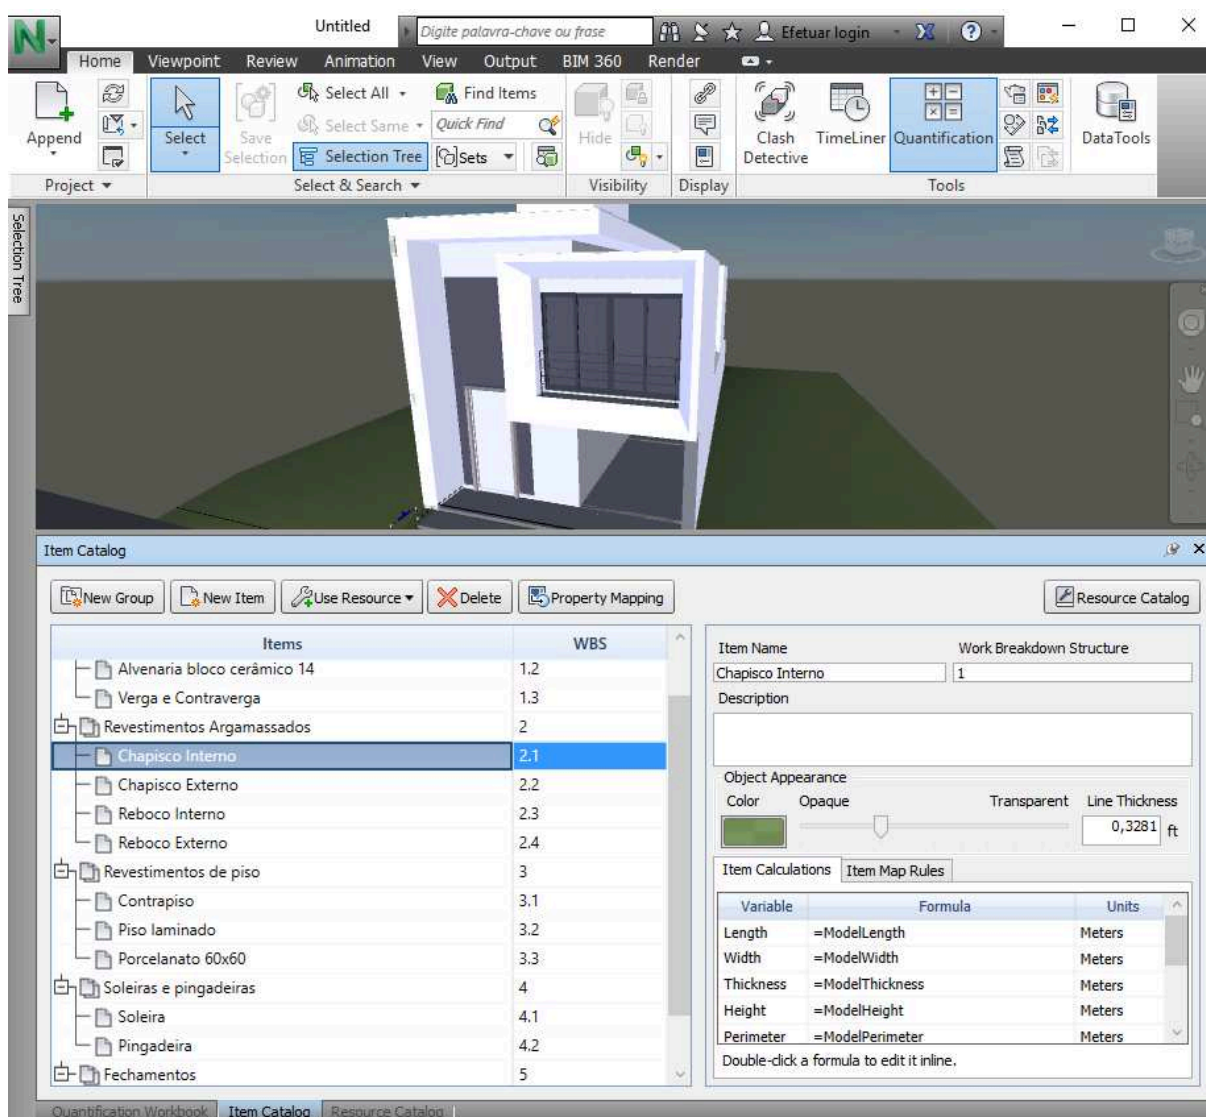 Untitled
Digite palavra-chave ou frase
Efetuar login
Home Viewpoint Review Animation View Output BIM 360 Render
Append
Select
Save Selection
Select All
Select Same
Selection Tree
Find Items
Quick Find
Sets
Hide
Clash Detective
TimeLiner
Quantification
DataTools
Project
Select & Search
Visibility
Display
Tools
Selection Tree
Item Catalog
New Group
New Item
Use Resource
Delete
Property Mapping
Resource Catalog
Items WBS
Alvenaria bloco cerâmico 14 1.2
Verga e Contraverga 1.3
Revestimentos Argamassados 2
Chapisco Interno 2.1
Chapisco Externo 2.2
Reboco Interno 2.3
Reboco Externo 2.4
Revestimentos de piso 3
Contrapiso 3.1
Piso laminado 3.2
Porcelanato 60x60 3.3
Soleiras e pingadeiras 4
Soleira 4.1
Pingadeira 4.2
Fechamentos 5
Item Name Work Breakdown Structure
Chapisco Interno 1
Description
Object Appearance
Color Opaque Transparent Line Thickness
0,3281 ft
Item Calculations Item Map Rules
Variable Formula Units
Length =ModelLength Meters
Width =ModelWidth Meters
Thickness =ModelThickness Meters
Height =ModelHeight Meters
Perimeter =ModelPerimeter Meters
Double-click a formula to edit it inline.
Quantification Workbook Item Catalog Resource Catalog